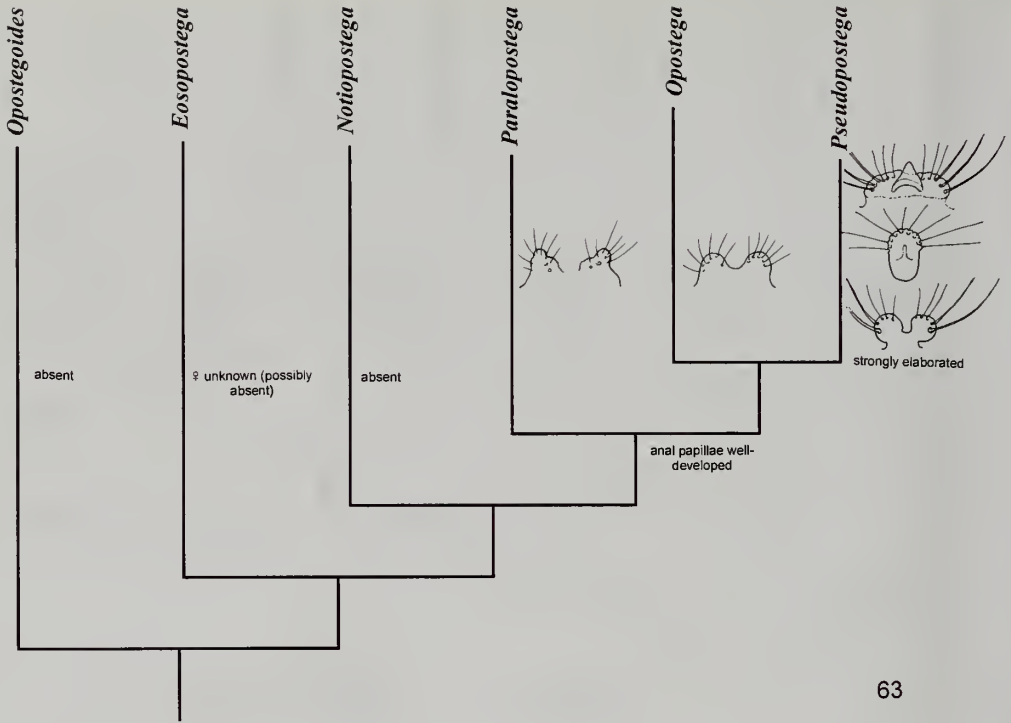 Opostegoides
Eosopostega
Notiopostega
Paralopostega
Opostega
Pseudopostega
absent
♀ unknown (possibly
absent)
absent
strongly elaborated
anal papillae well-
developed
63